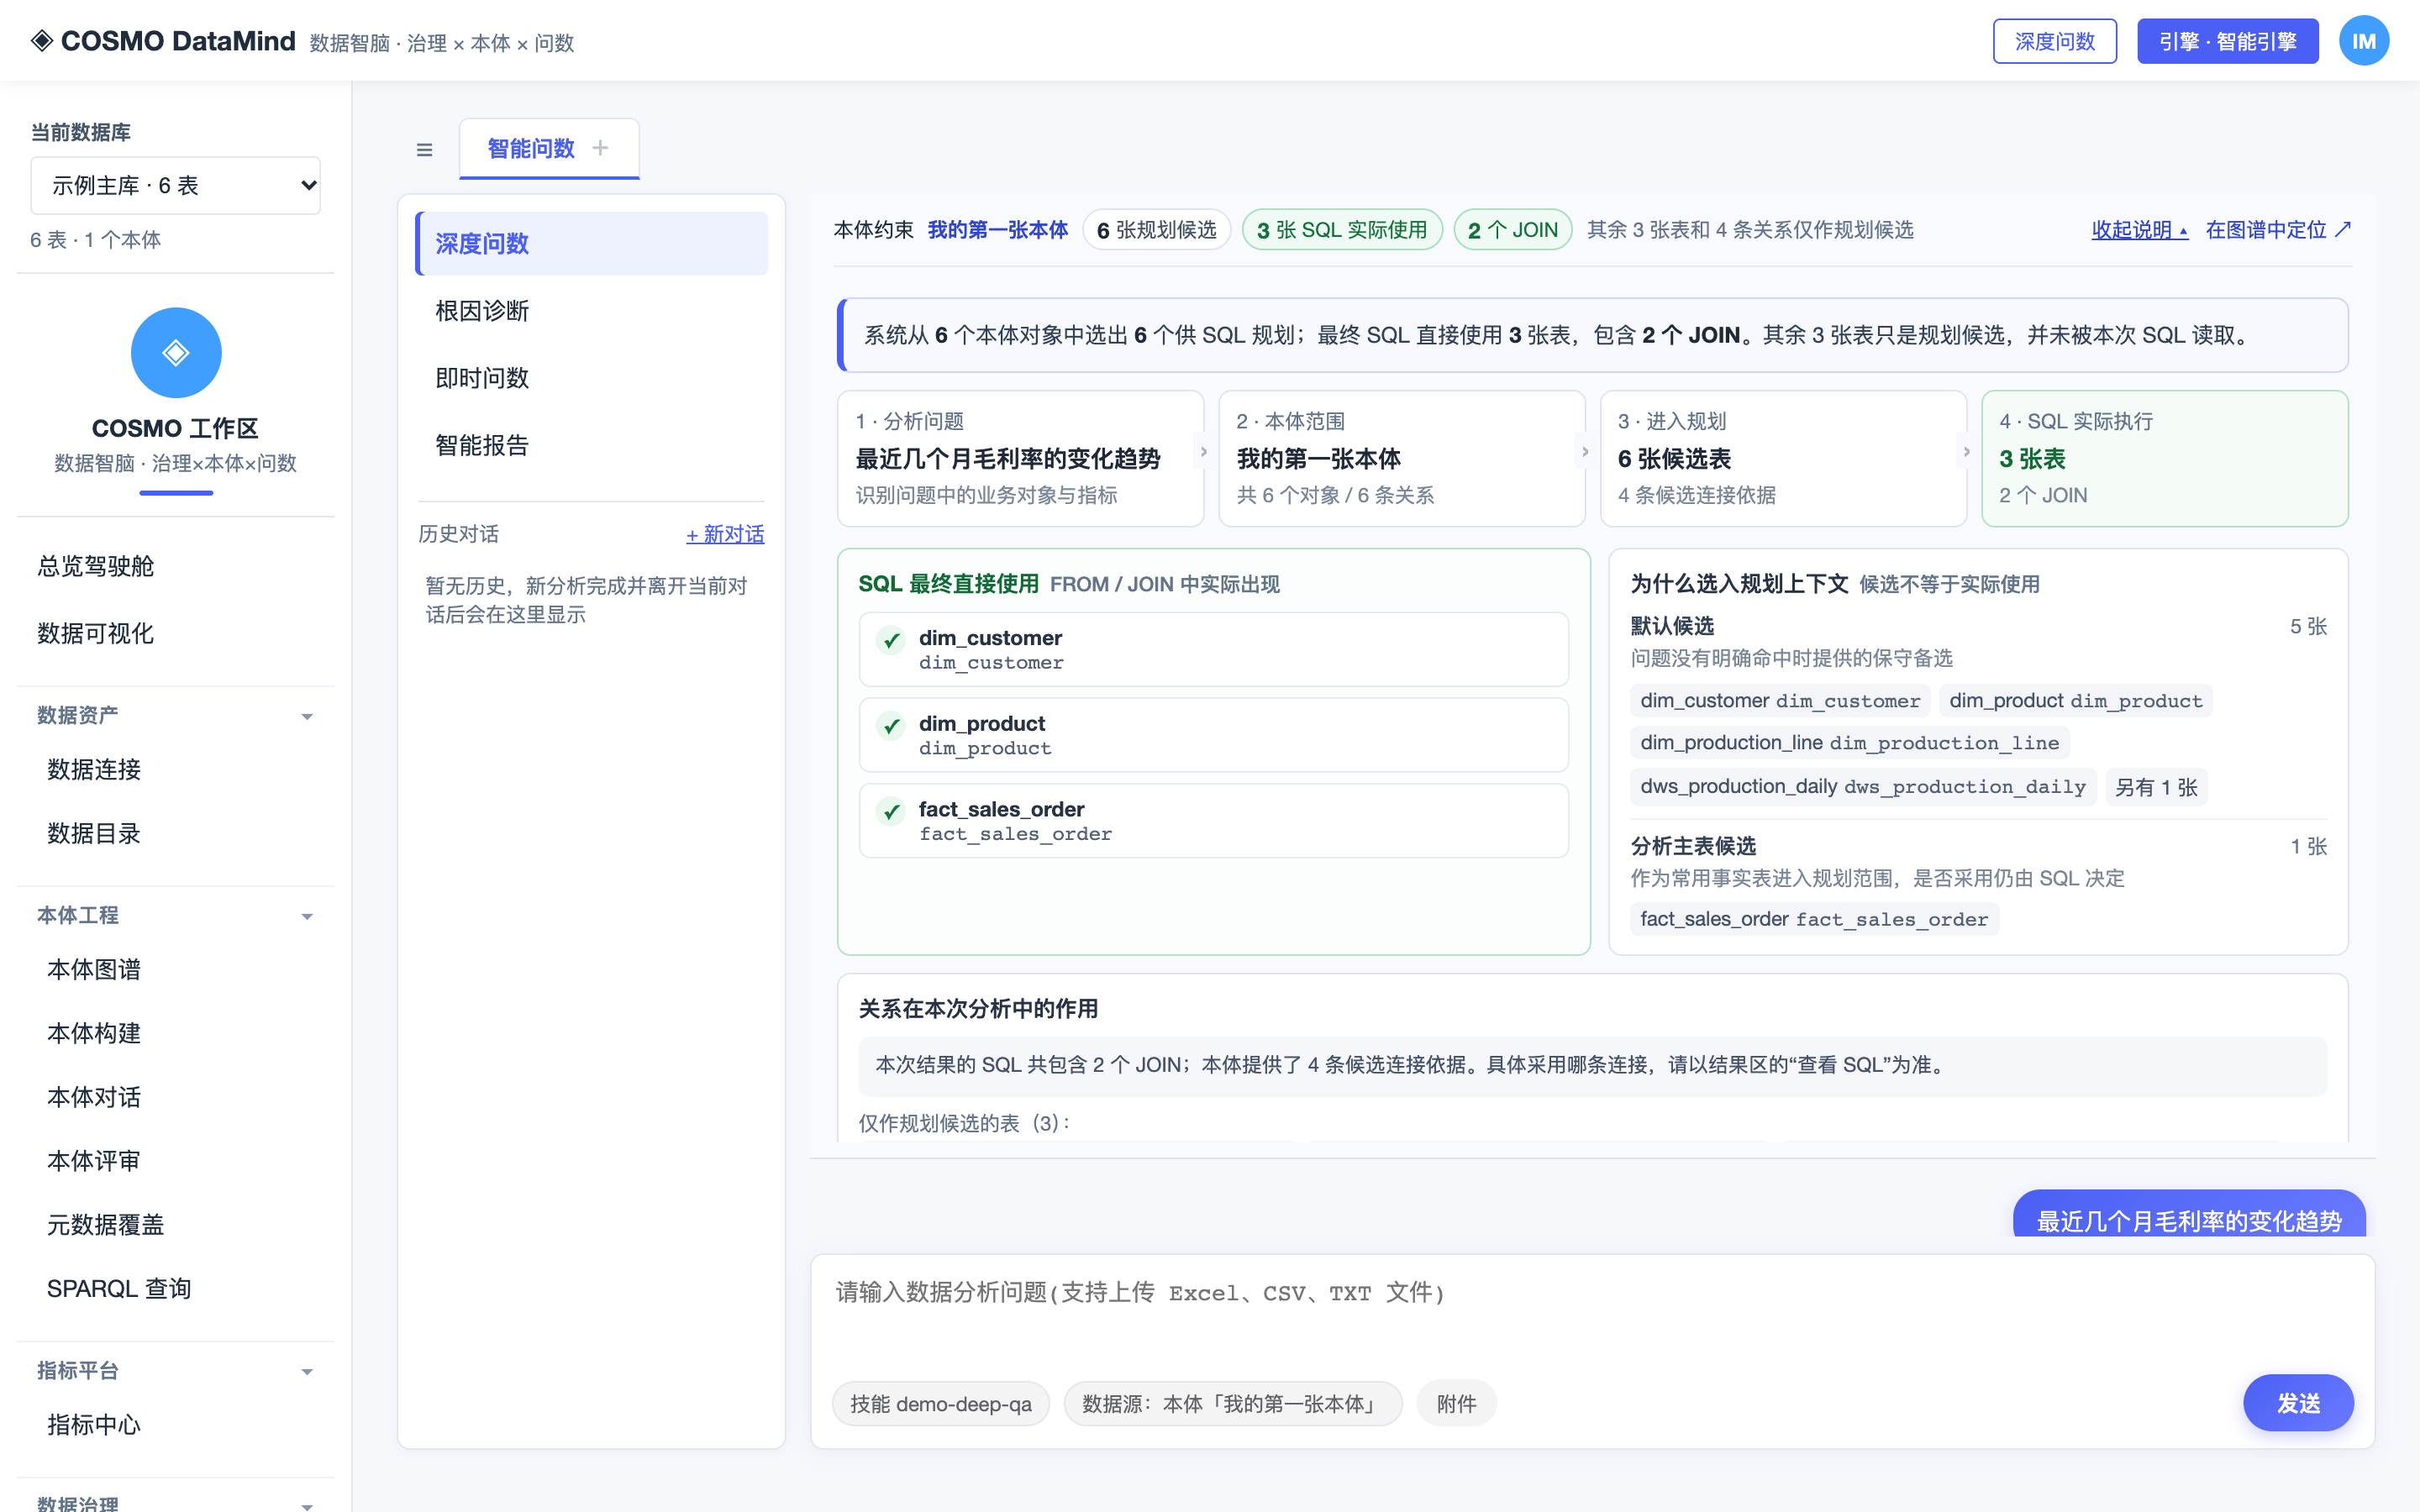 ◈ COSMO DataMind 数据智脑 · 治理 × 本体 × 问数
深度问数
引擎 · 智能引擎
IM
当前数据库
示例主库 · 6 表
6 表 · 1 个本体
COSMO 工作区
数据智脑 · 治理×本体×问数
总览驾驶舱
数据可视化
数据资产
数据连接
数据目录
本体工程
本体图谱
本体构建
本体对话
本体评审
元数据覆盖
SPARQL 查询
指标平台
指标中心
数据治理
智能问数 +
深度问数
根因诊断
即时问数
智能报告
历史对话 + 新对话
暂无历史，新分析完成并离开当前对
话后会在这里显示
本体约束 我的第一张本体 6 张规划候选 3 张 SQL 实际使用 2 个 JOIN 其余 3 张表和 4 条关系仅作规划候选 收起说明 ▴ 在图谱中定位 ↗
系统从 6 个本体对象中选出 6 个供 SQL 规划；最终 SQL 直接使用 3 张表，包含 2 个 JOIN。其余 3 张表只是规划候选，并未被本次 SQL 读取。
1 · 分析问题
最近几个月毛利率的变化趋势
识别问题中的业务对象与指标
2 · 本体范围
我的第一张本体
共 6 个对象 / 6 条关系
3 · 进入规划
6 张候选表
4 条候选连接依据
4 · SQL 实际执行
3 张表
2 个 JOIN
SQL 最终直接使用 FROM / JOIN 中实际出现
✓ dim_customer
dim_customer
✓ dim_product
dim_product
✓ fact_sales_order
fact_sales_order
为什么选入规划上下文 候选不等于实际使用
默认候选 5 张
问题没有明确命中时提供的保守备选
dim_customer dim_customer dim_product dim_product
dim_production_line dim_production_line
dws_production_daily dws_production_daily 另有 1 张
分析主表候选 1 张
作为常用事实表进入规划范围，是否采用仍由 SQL 决定
fact_sales_order fact_sales_order
关系在本次分析中的作用
本次结果的 SQL 共包含 2 个 JOIN；本体提供了 4 条候选连接依据。具体采用哪条连接，请以结果区的“查看 SQL”为准。
仅作规划候选的表（3）：
最近几个月毛利率的变化趋势
请输入数据分析问题(支持上传 Excel、CSV、TXT 文件)
技能 demo-deep-qa 数据源：本体「我的第一张本体」 附件
发送